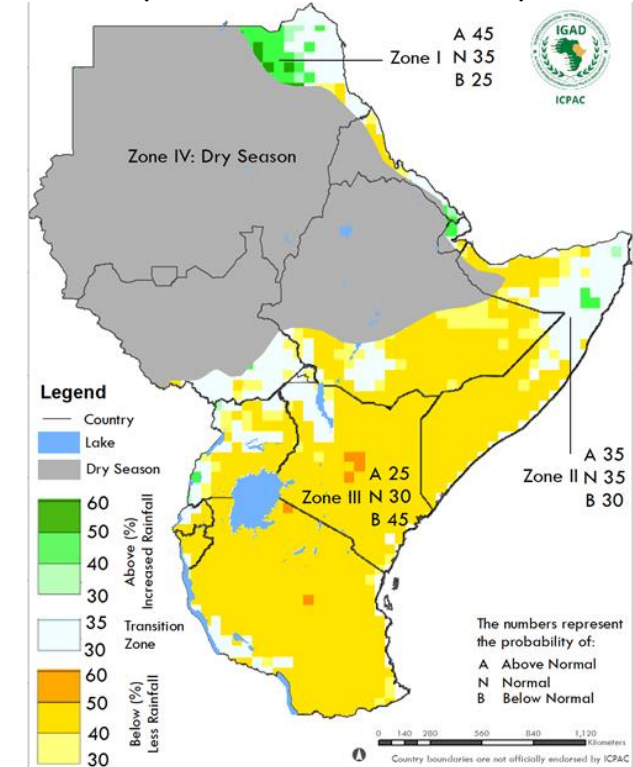 A 45
Zone I N 35
B 25
IGAD
ICPAC
Zone IV: Dry Season
A 35
Zone II N 35
B 30
A 25
Zone III N 30
B 45
Legend
Country
Lake
Dry Season
60
50
40
30
Above (%)
Increased Rainfall
35
30
Transition
Zone
60
50
40
30
Below (%)
Less Rainfall
The numbers represent
the probability of:
A Above Normal
N Normal
B Below Normal
0 140 280 560 840 1,120
Kilometers
Country boundaries are not officially endorsed by ICPAC